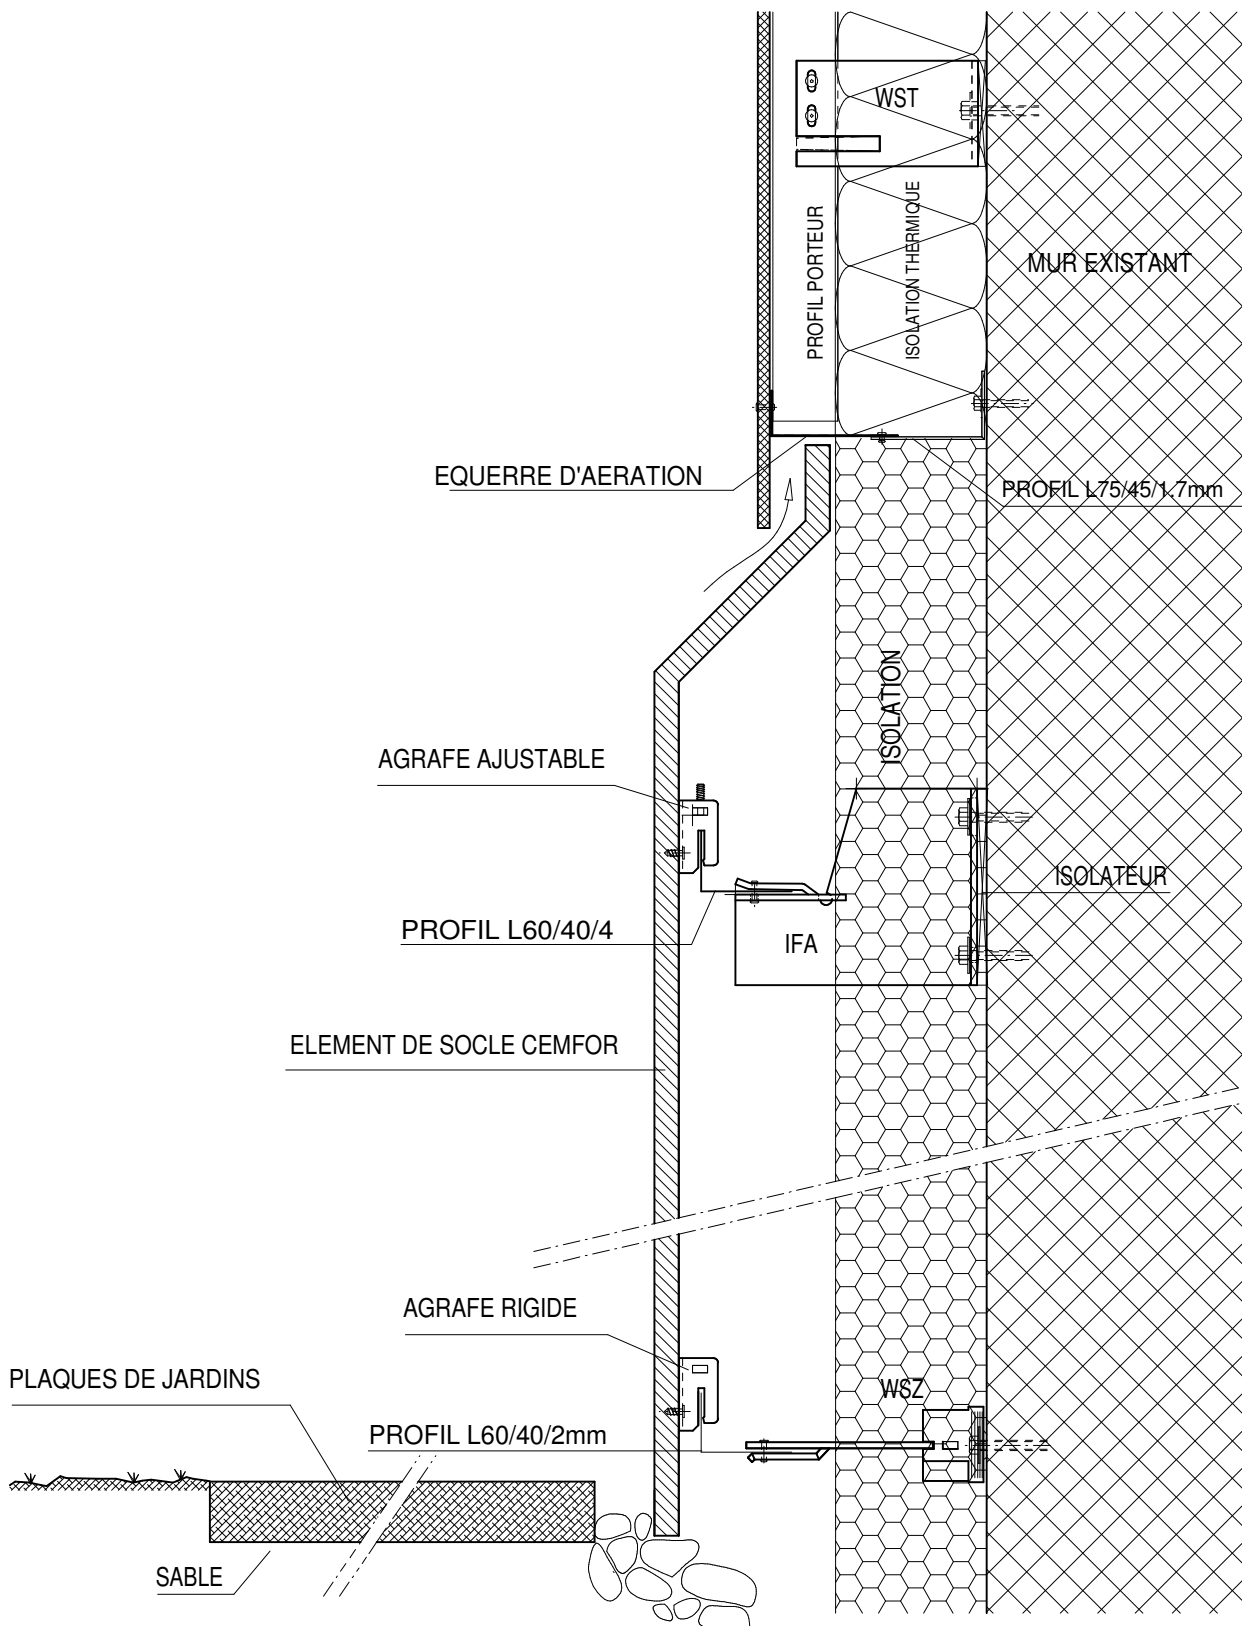 WST
PROFIL PORTEUR
ISOLATION THERMIQUE
MUR EXISTANT
EQUERRE D'AERATION
PROFIL L75/45/1.7mm
ISOLATION
AGRAFE AJUSTABLE
ISOLATEUR
PROFIL L60/40/4
IFA
ELEMENT DE SOCLE CEMFOR
AGRAFE RIGIDE
PLAQUES DE JARDINS
WSZ
PROFIL L60/40/2mm
SABLE